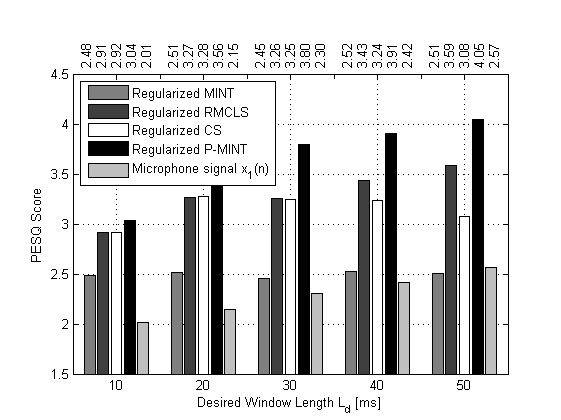 2.48 2.91 2.92 3.04 2.01 2.51 3.27 3.28 3.56 2.15 2.45 3.26 3.25 3.80 2.30 2.52 3.43 3.24 3.91 2.42 2.51 3.59 3.08 4.05 2.57
4.5
Regularized MINT
Regularized RMCLS
Regularized CS
Regularized P-MINT
Microphone signal x1(n)
4
3.5
3
2.5
2
1.5
PESQ Score
10 20 30 40 50
Desired Window Length Ld [ms]